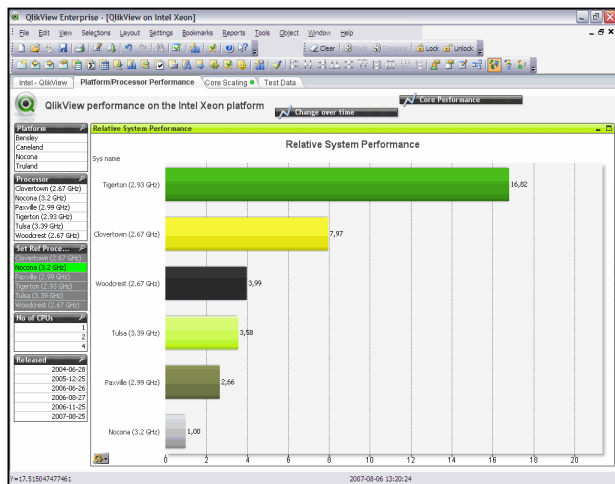 QlikView Enterprise - [QlikView on Intel Xeon]
File Edit View Selections Layout Settings Bookmarks Reports Tools Object Window Help
Clear Back Forward Lock Unlock
Intel - QlikView Platform/Processor Performance Core Scaling Test Data
QlikView performance on the Intel Xeon platform
Change over time
Core Performance
Platform
Bensley
Caneland
Nocona
Truland
Processor
Clovertown (2.67 GHz)
Nocona (3.2 GHz)
Paxville (2.99 GHz)
Tigerton (2.93 GHz)
Tulsa (3.39 GHz)
Woodcrest (2.67 GHz)
Set Ref Proce...
Clovertown (2.67 GHz)
Nocona (3.2 GHz)
Paxville (2.99 GHz)
Tigerton (2.93 GHz)
Tulsa (3.39 GHz)
Woodcrest (2.67 GHz)
No of CPUs
1
2
4
Released
2004-06-28
2005-12-25
2006-06-26
2006-08-27
2006-11-25
2007-08-25
Relative System Performance
Relative System Performance
Sys name
Tigerton (2.93 GHz) 16,82
Clovertown (2.67 GHz) 7,97
Woodcrest (2.67 GHz) 3,99
Tulsa (3.39 GHz) 3,58
Paxville (2.99 GHz) 2,66
Nocona (3.2 GHz) 1,00
0 2 4 6 8 10 12 14 16 18 20
Y=17.515047477461 2007-08-06 13:20:24